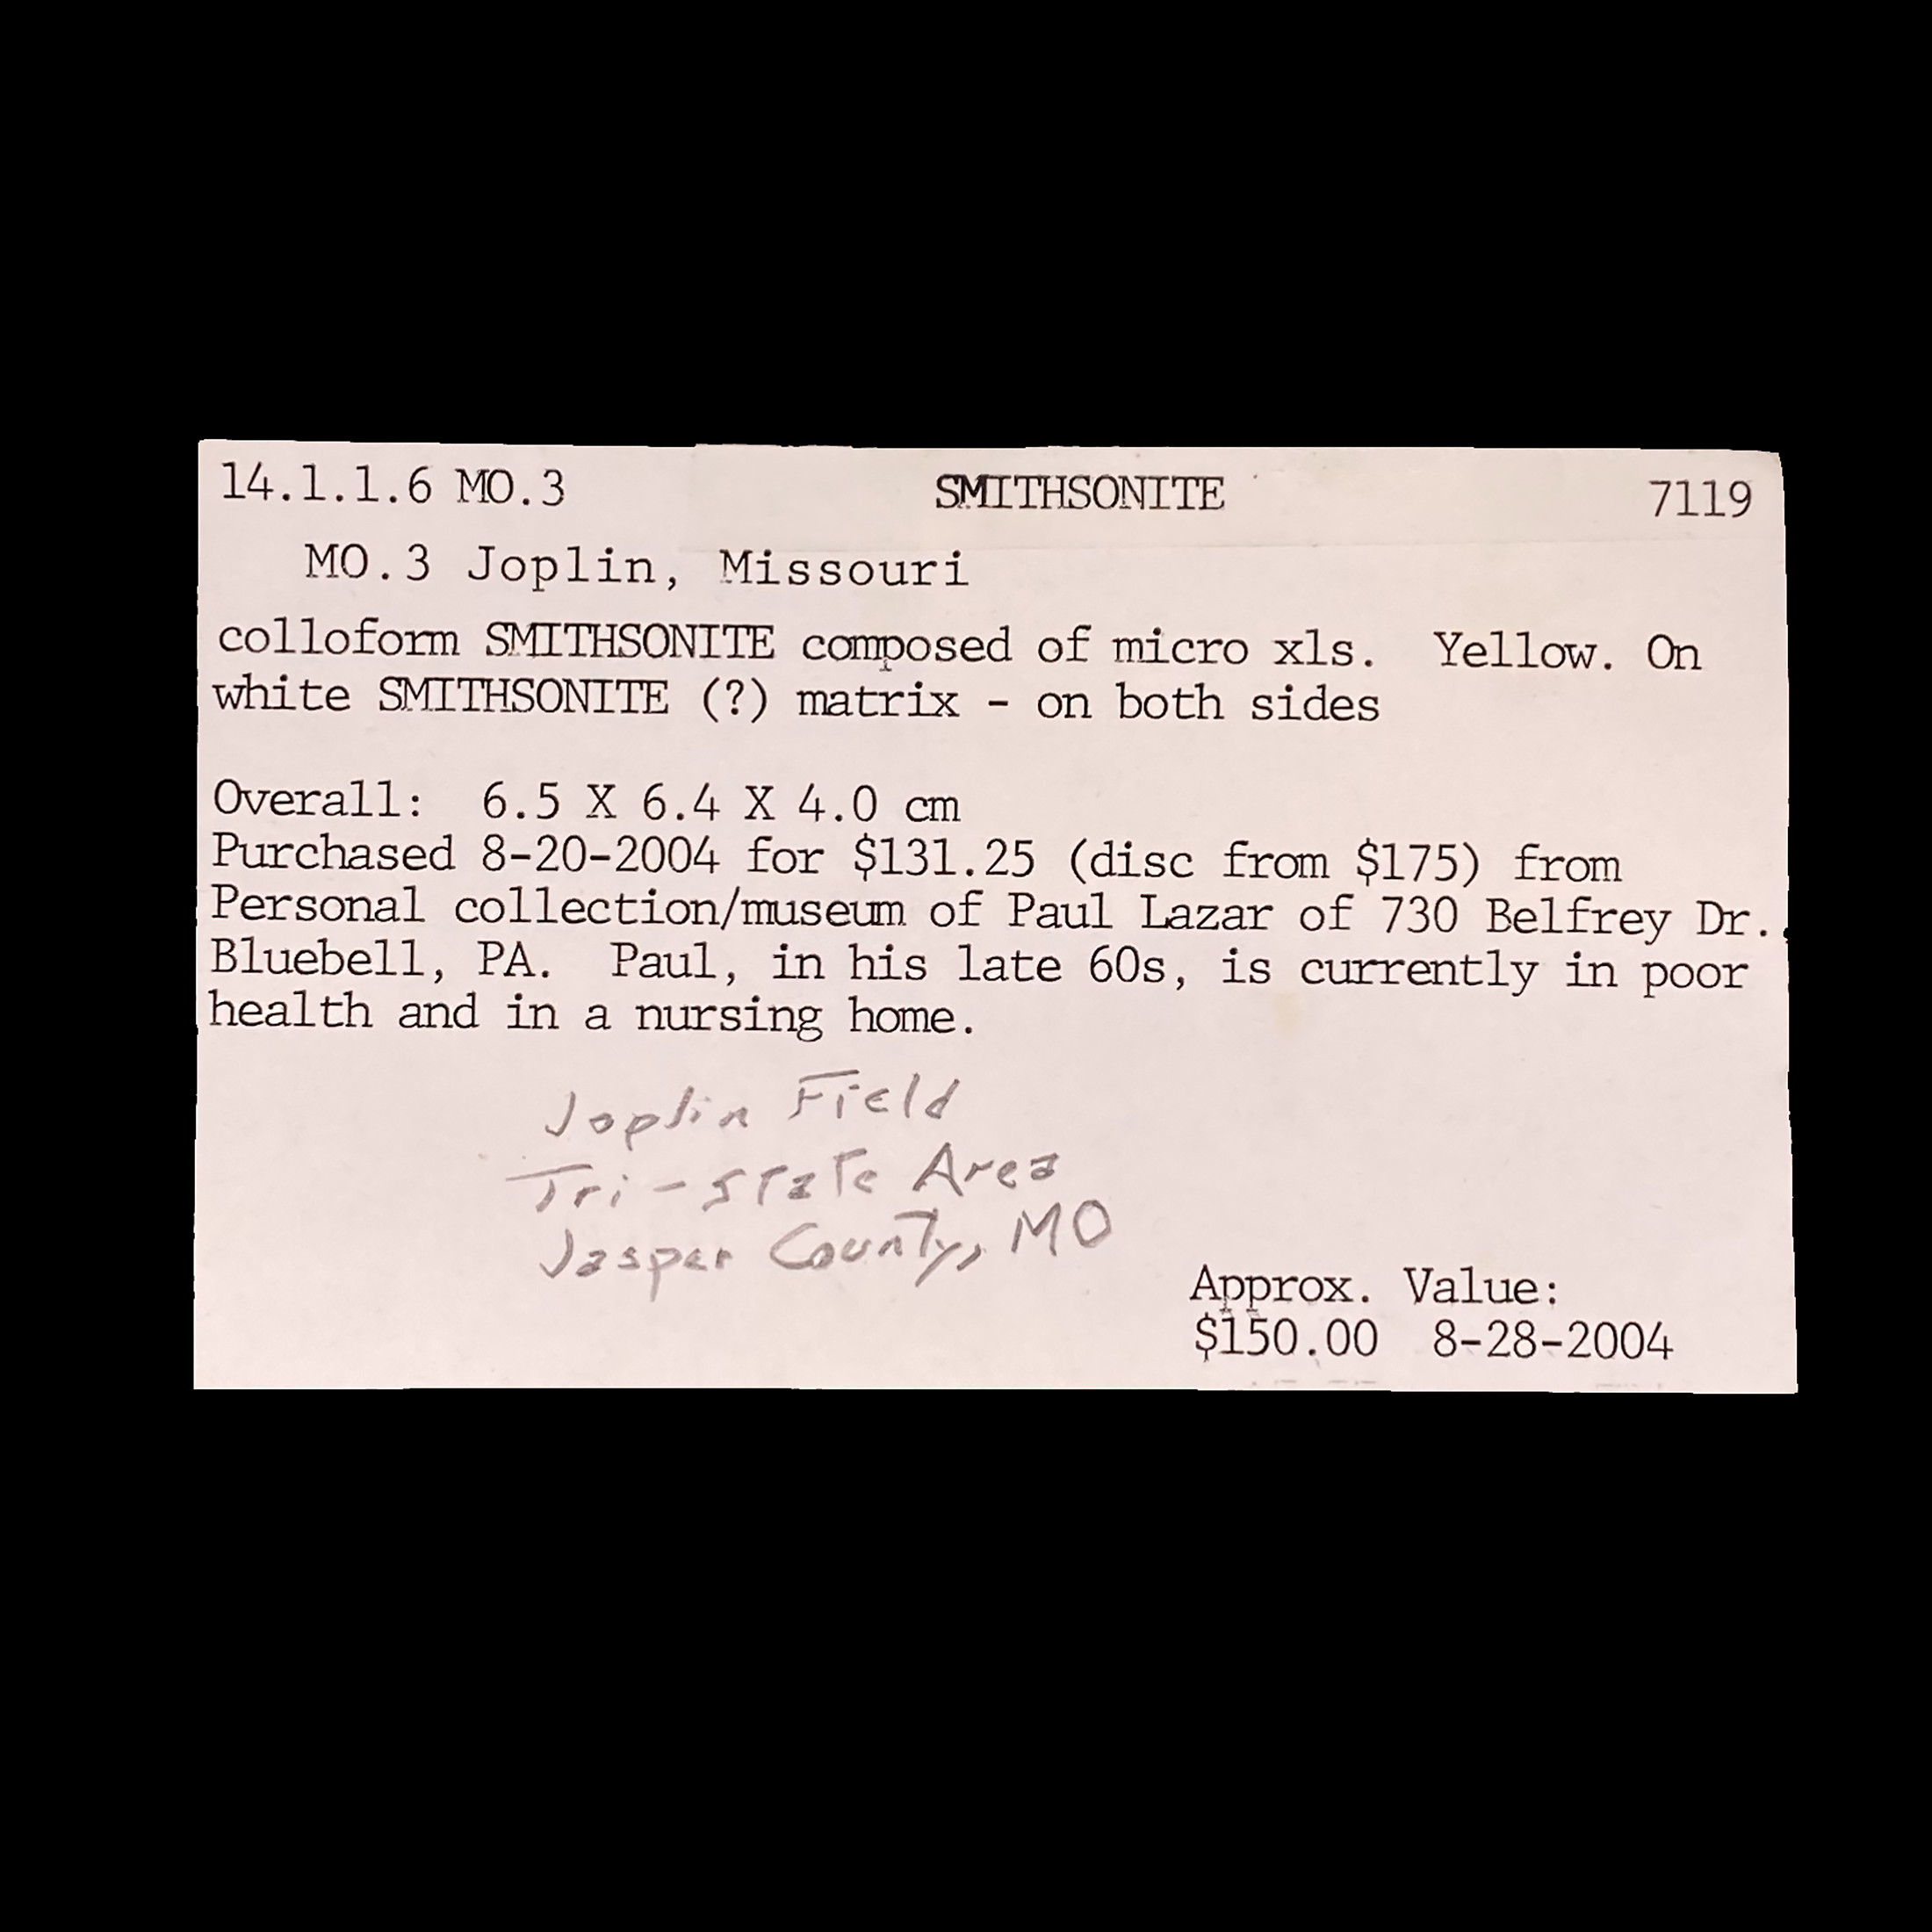 14.1.1.6 MO.3 SMITHSONITE 7119
MO.3 Joplin, Missouri
colloform SMITHSONITE composed of micro xls. Yellow. On
white SMITHSONITE (?) matrix - on both sides
Overall: 6.5 X 6.4 X 4.0 cm
Purchased 8-20-2004 for $131.25 (disc from $175) from
Personal collection/museum of Paul Lazar of 730 Belfrey Dr.
Bluebell, PA. Paul, in his late 60s, is currently in poor
health and in a nursing home.
Joplin Field
Tri-state Area
Jasper County, MO
Approx. Value:
$150.00 8-28-2004